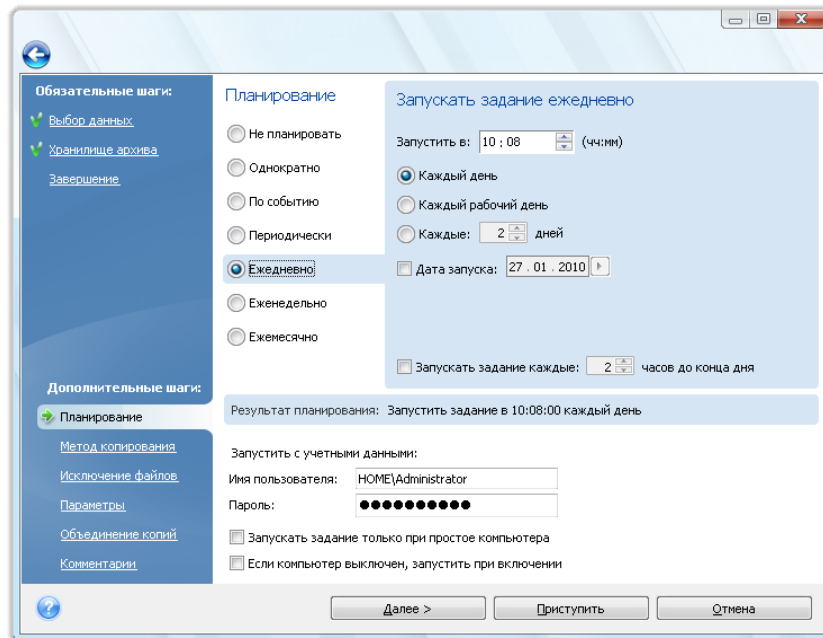 Обязательные шаги:
Выбор данных
Хранилище архива
Завершение
Дополнительные шаги:
Планирование
Метод копирования
Исключение файлов
Параметры
Объединение копий
Комментарии
Планирование
Не планировать
Однократно
По событию
Периодически
Ежедневно
Еженедельно
Ежемесячно
Запускать задание ежедневно
Запустить в: 10 : 08 (чч:мм)
Каждый день
Каждый рабочий день
Каждые: 2 дней
Дата запуска: 27 . 01 . 2010
Запускать задание каждые: 2 часов до конца дня
Результат планирования: Запустить задание в 10:08:00 каждый день
Запустить с учетными данными:
Имя пользователя: HOME\Administrator
Пароль: ●●●●●●●●●●
Запускать задание только при простое компьютера
Если компьютер выключен, запустить при включении
?
Далее >
Приступить
Отмена